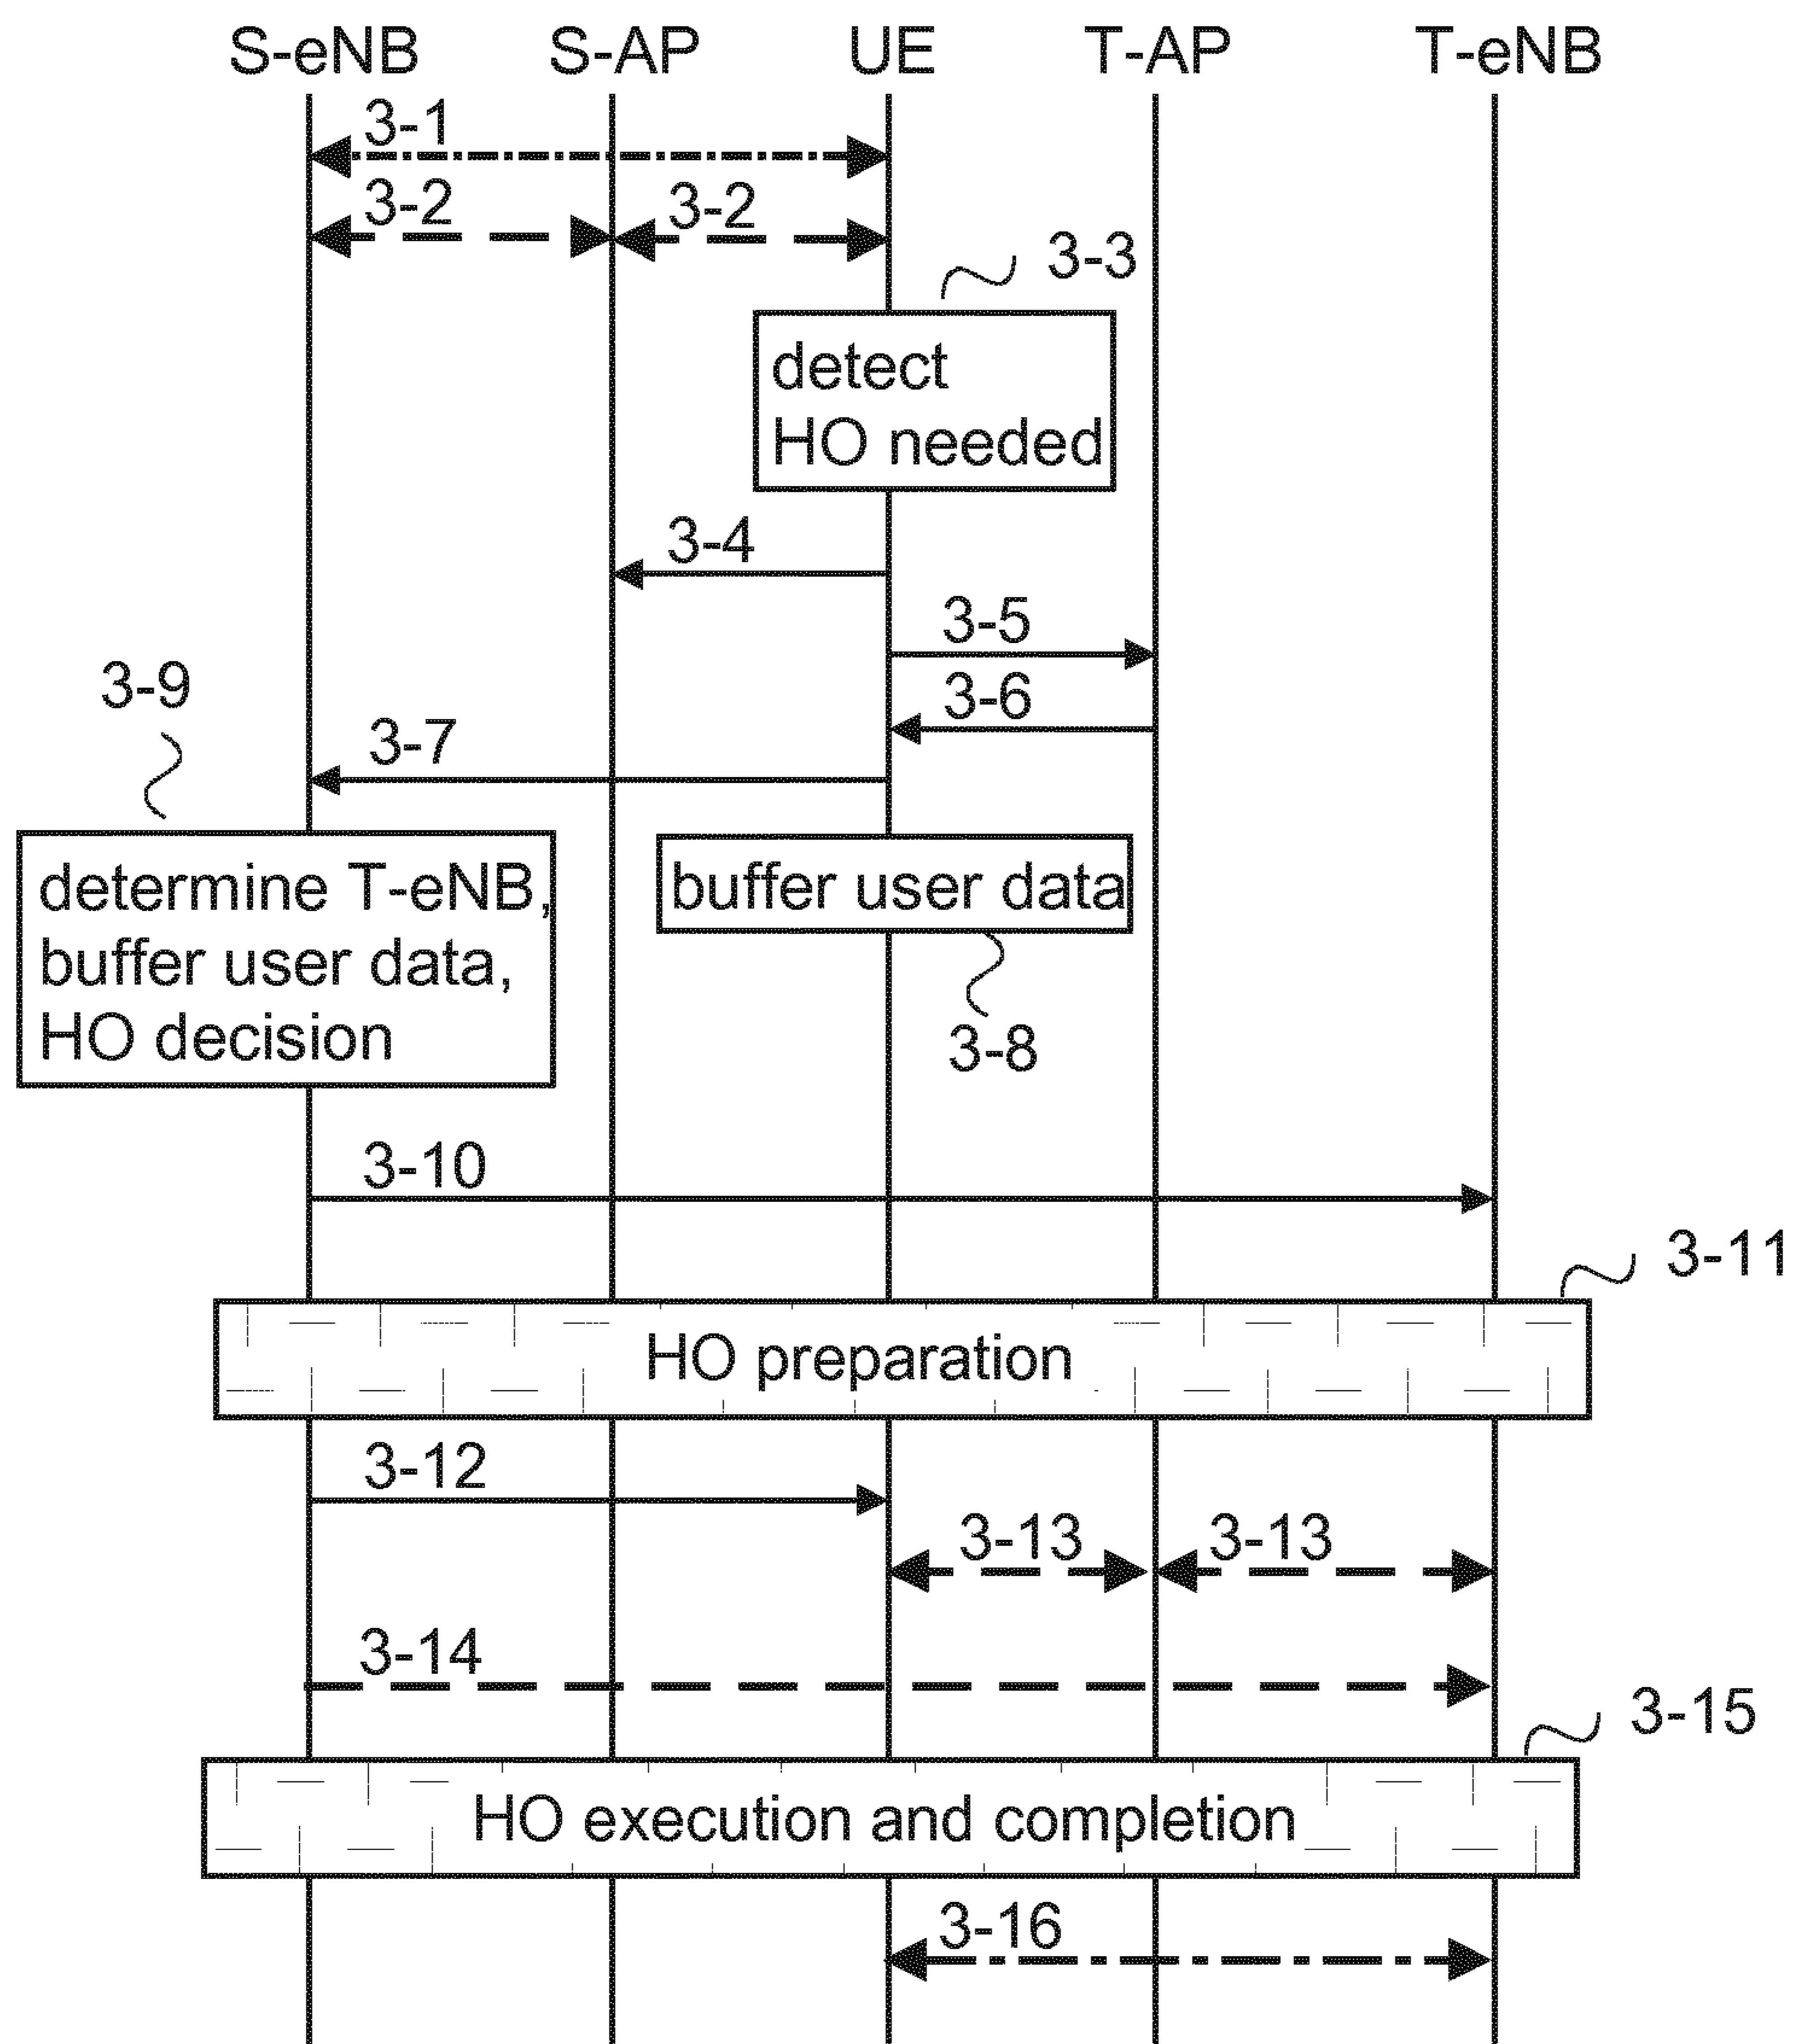 S-eNB S-AP UE T-AP T-eNB
3-1
3-2 3-2
3-3
detect
HO needed
3-4
3-5
3-9
3-6
3-7
determine T-eNB,
buffer user data,
HO decision
buffer user data
3-8
3-10
3-11
HO preparation
3-12
3-13 3-13
3-14
3-15
HO execution and completion
3-16